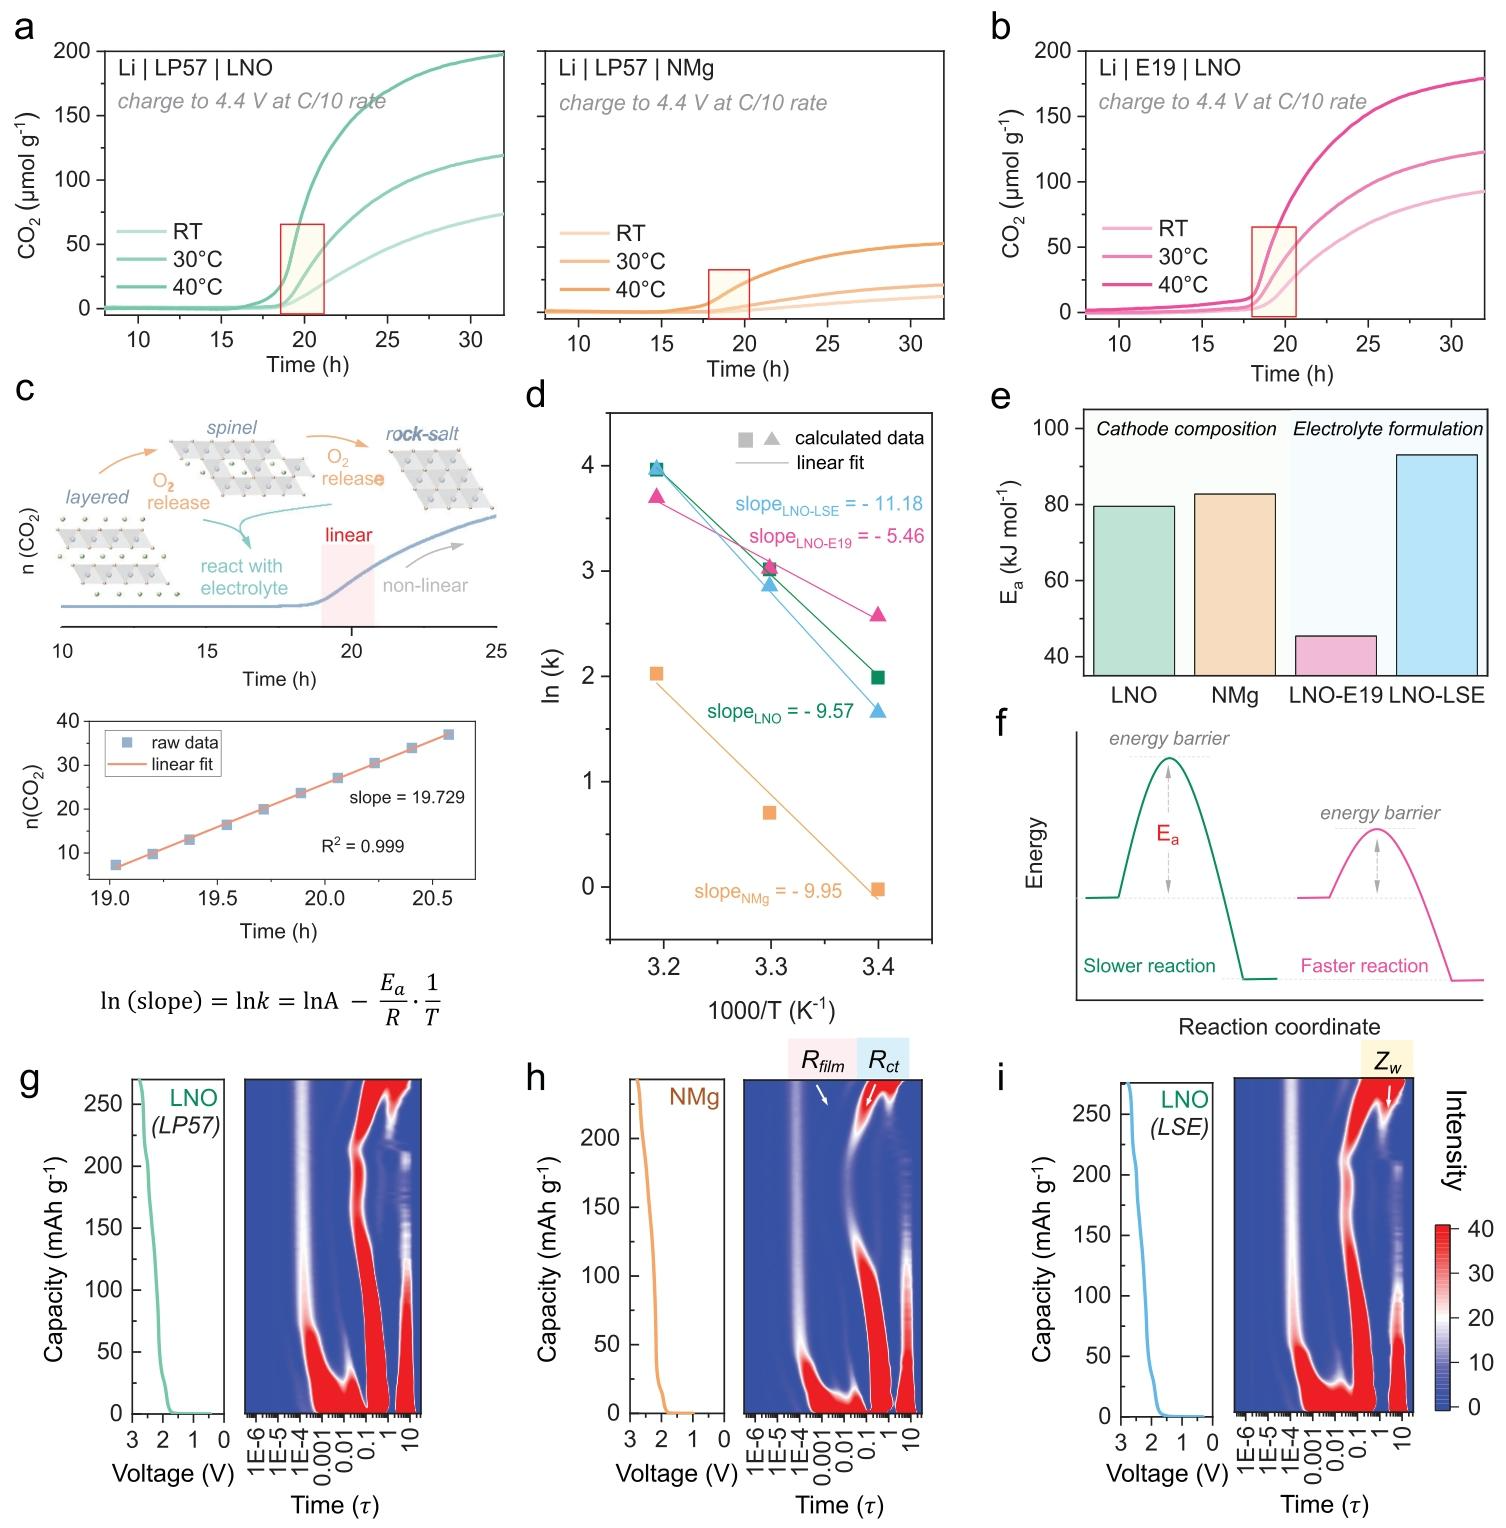 a
b
Li | LP57 | LNO
charge to 4.4 V at C/10 rate
CO2 (μmol g-1)
200
150
100
50
0
RT
30°C
40°C
10
15
20
25
30
Time (h)
Li | LP57 | NMg
charge to 4.4 V at C/10 rate
RT
30°C
40°C
10
15
20
25
30
Time (h)
Li | E19 | LNO
charge to 4.4 V at C/10 rate
CO2 (μmol g-1)
200
150
100
50
0
RT
30°C
40°C
10
15
20
25
30
Time (h)
c
n (CO2)
layered
O2
release
spinel
O2
release
rock-salt
react with
electrolyte
linear
non-linear
10
15
20
25
Time (h)
n(CO2)
40
30
20
10
raw data
linear fit
slope = 19.729
R2 = 0.999
19.0
19.5
20.0
20.5
Time (h)
ln (slope) = lnk = lnA − Ea/R · 1/T
d
ln (k)
4
3
2
1
0
calculated data
linear fit
slopeLNO-LSE = - 11.18
slopeLNO-E19 = - 5.46
slopeLNO = - 9.57
slopeNMg = - 9.95
3.2
3.3
3.4
1000/T (K-1)
e
Ea (kJ mol-1)
100
80
60
40
Cathode composition
Electrolyte formulation
LNO
NMg
LNO-E19
LNO-LSE
f
Energy
energy barrier
Ea
energy barrier
Slower reaction
Faster reaction
Reaction coordinate
g
Capacity (mAh g-1)
250
200
150
100
50
0
LNO
(LP57)
3
2
1
0
Voltage (V)
1E-6
1E-5
1E-4
0.001
0.01
0.1
1
10
Time (τ)
h
Capacity (mAh g-1)
200
150
100
50
0
NMg
Rfilm
Rct
3
2
1
0
Voltage (V)
1E-6
1E-5
1E-4
0.001
0.01
0.1
1
10
Time (τ)
i
Capacity (mAh g-1)
250
200
150
100
50
0
LNO
(LSE)
Zw
3
2
1
0
Voltage (V)
1E-6
1E-5
1E-4
0.001
0.01
0.1
1
10
Time (τ)
Intensity
40
30
20
10
0